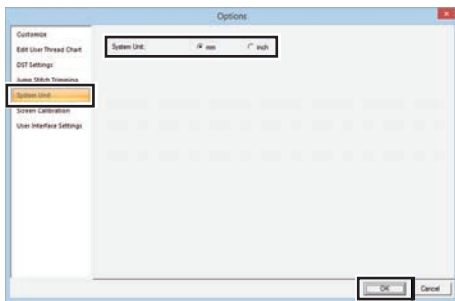 Options
Customize
Edit User Thread Chart
DST Settings
Jump Stitch Trimming
System Unit
Screen Calibration
User Interface Settings
System Unit: mm inch
OK Cancel